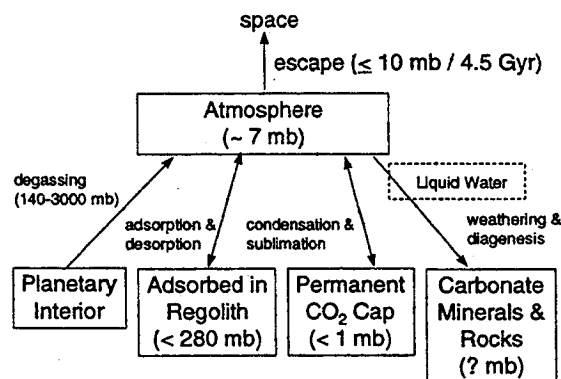 space
escape (≤ 10 mb / 4.5 Gyr)
Atmosphere
(~ 7 mb)
degassing
(140-3000 mb)
adsorption &
desorption
condensation &
sublimation
Liquid Water
weathering &
diagenesis
Planetary
Interior
Adsorbed in
Regolith
(< 280 mb)
Permanent
CO₂ Cap
(< 1 mb)
Carbonate
Minerals &
Rocks
(? mb)